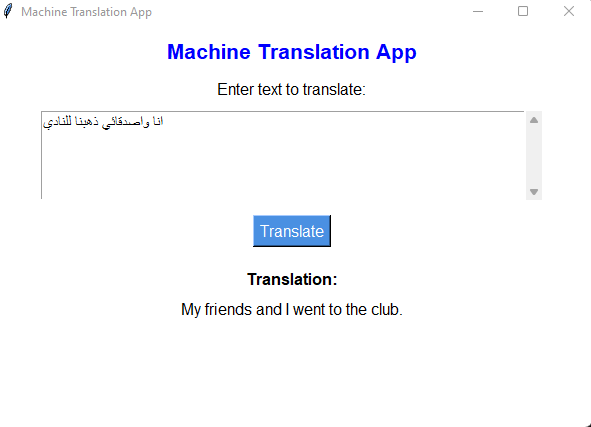 Machine Translation App
Machine Translation App
Enter text to translate:
انا واصدقائي ذهبنا للنادي
Translate
Translation:
My friends and I went to the club.